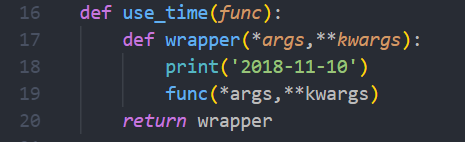 16 def use_time(func):
17     def wrapper(*args,**kwargs):
18         print('2018-11-10')
19         func(*args,**kwargs)
20     return wrapper